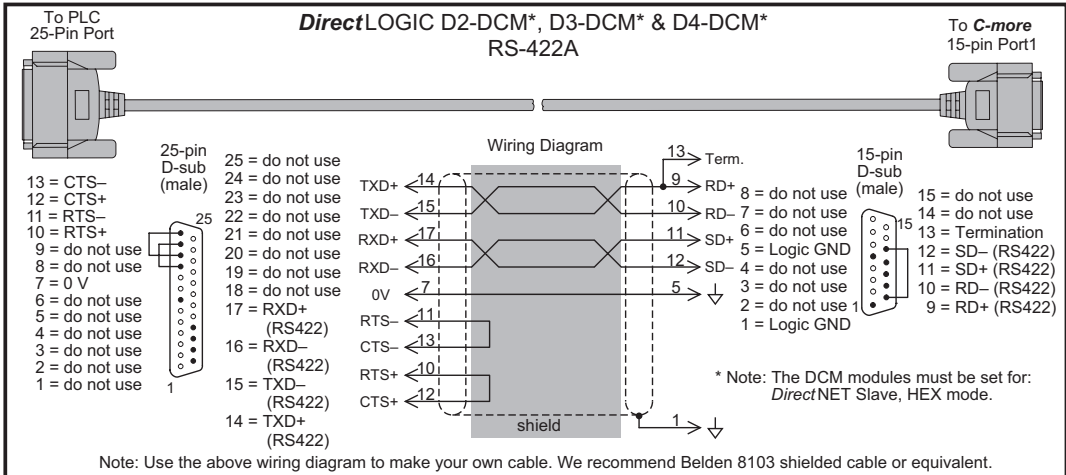 To PLC
25-Pin Port
DirectLOGIC D2-DCM*, D3-DCM* & D4-DCM*
RS-422A
To C-more
15-pin Port1
25-pin
D-sub
(male)
13 = CTS–
12 = CTS+
11 = RTS–
10 = RTS+
9 = do not use
8 = do not use
7 = 0 V
6 = do not use
5 = do not use
4 = do not use
3 = do not use
2 = do not use
1 = do not use
25
1
25 = do not use
24 = do not use
23 = do not use
22 = do not use
21 = do not use
20 = do not use
19 = do not use
18 = do not use
17 = RXD+
(RS422)
16 = RXD–
(RS422)
15 = TXD–
(RS422)
14 = TXD+
(RS422)
Wiring Diagram
13 Term.
TXD+ 14 9 RD+
TXD– 15 10 RD–
RXD+ 17 11 SD+
RXD– 16 12 SD–
0V 7 5
RTS– 11
CTS– 13
RTS+ 10
CTS+ 12
shield
1
15-pin
D-sub
(male)
8 = do not use
7 = do not use
6 = do not use
5 = Logic GND
4 = do not use
3 = do not use
2 = do not use
1 = Logic GND
15
1
15 = do not use
14 = do not use
13 = Termination
12 = SD– (RS422)
11 = SD+ (RS422)
10 = RD– (RS422)
9 = RD+ (RS422)
* Note: The DCM modules must be set for:
DirectNET Slave, HEX mode.
Note: Use the above wiring diagram to make your own cable. We recommend Belden 8103 shielded cable or equivalent.